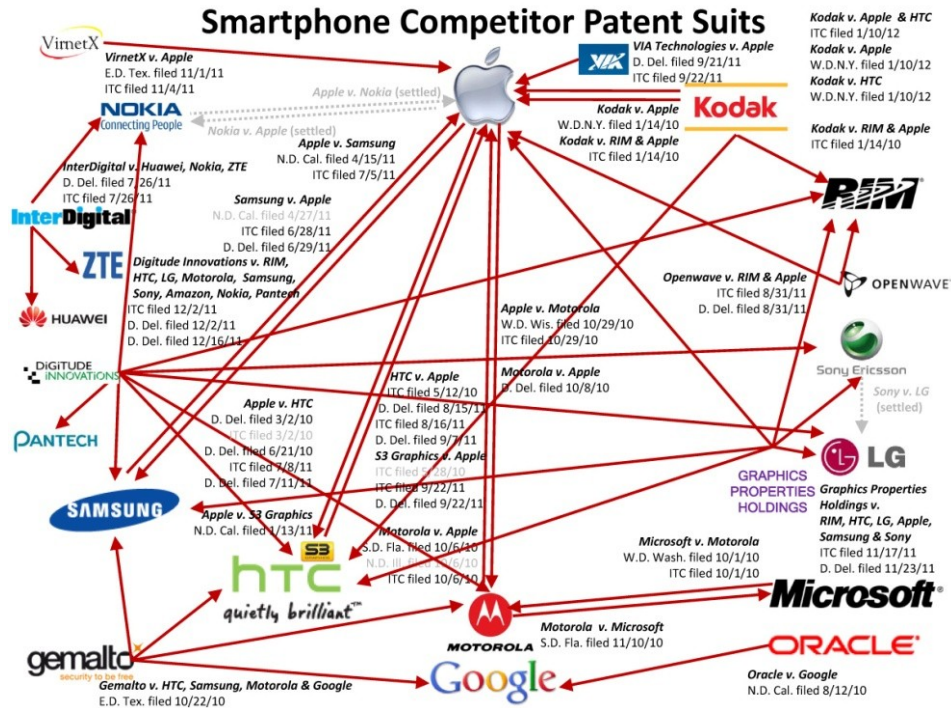 Smartphone Competitor Patent Suits
VirnetX
VirnetX v. Apple
E.D. Tex. filed 11/1/11
ITC filed 11/4/11
NOKIA
Connecting People
Apple v. Nokia (settled)
Nokia v. Apple (settled)
VIA
VIA Technologies v. Apple
D. Del. filed 9/21/11
ITC filed 9/22/11
Kodak v. Apple & HTC
ITC filed 1/10/12
Kodak v. Apple
W.D.N.Y. filed 1/10/12
Kodak v. HTC
W.D.N.Y. filed 1/10/12
Kodak
Kodak v. Apple
W.D.N.Y. filed 1/14/10
Kodak v. RIM & Apple
ITC filed 1/14/10
Kodak v. RIM & Apple
ITC filed 1/14/10
Apple v. Samsung
N.D. Cal. filed 4/15/11
ITC filed 7/5/11
InterDigital v. Huawei, Nokia, ZTE
D. Del. filed 7/26/11
ITC filed 7/26/11
InterDigital
Samsung v. Apple
N.D. Cal. filed 4/27/11
ITC filed 6/28/11
D. Del. filed 6/29/11
RIM
ZTE
Digitude Innovations v. RIM,
HTC, LG, Motorola, Samsung,
Sony, Amazon, Nokia, Pantech
ITC filed 12/2/11
D. Del. filed 12/2/11
D. Del. filed 12/16/11
HUAWEI
Openwave v. RIM & Apple
ITC filed 8/31/11
D. Del. filed 8/31/11
OPENWAVE
Apple v. Motorola
W.D. Wis. filed 10/29/10
ITC filed 10/29/10
Sony Ericsson
DiGiTUDE
iNNOVATiONS
Motorola v. Apple
D. Del. filed 10/8/10
Sony v. LG
(settled)
HTC v. Apple
ITC filed 5/12/10
D. Del. filed 8/15/11
ITC filed 8/16/11
D. Del. filed 9/7/11
S3 Graphics v. Apple
ITC filed 5/28/10
ITC filed 9/22/11
D. Del. filed 9/22/11
Apple v. HTC
D. Del. filed 3/2/10
ITC filed 3/2/10
D. Del. filed 6/21/10
ITC filed 7/8/11
D. Del. filed 7/11/11
PANTECH
LG
GRAPHICS
PROPERTIES
HOLDINGS
Graphics Properties
Holdings v.
RIM, HTC, LG, Apple,
Samsung & Sony
ITC filed 11/17/11
D. Del. filed 11/23/11
SAMSUNG
Apple v. S3 Graphics
N.D. Cal. filed 1/13/11
Motorola v. Apple
S.D. Fla. filed 10/6/10
N.D. Ill. filed 10/6/10
ITC filed 10/6/10
Microsoft v. Motorola
W.D. Wash. filed 10/1/10
ITC filed 10/1/10
S3
hTC
quietly brilliant™
Microsoft
MOTOROLA
Motorola v. Microsoft
S.D. Fla. filed 11/10/10
ORACLE
gemalto
security to be free
Google
Gemalto v. HTC, Samsung, Motorola & Google
E.D. Tex. filed 10/22/10
Oracle v. Google
N.D. Cal. filed 8/12/10